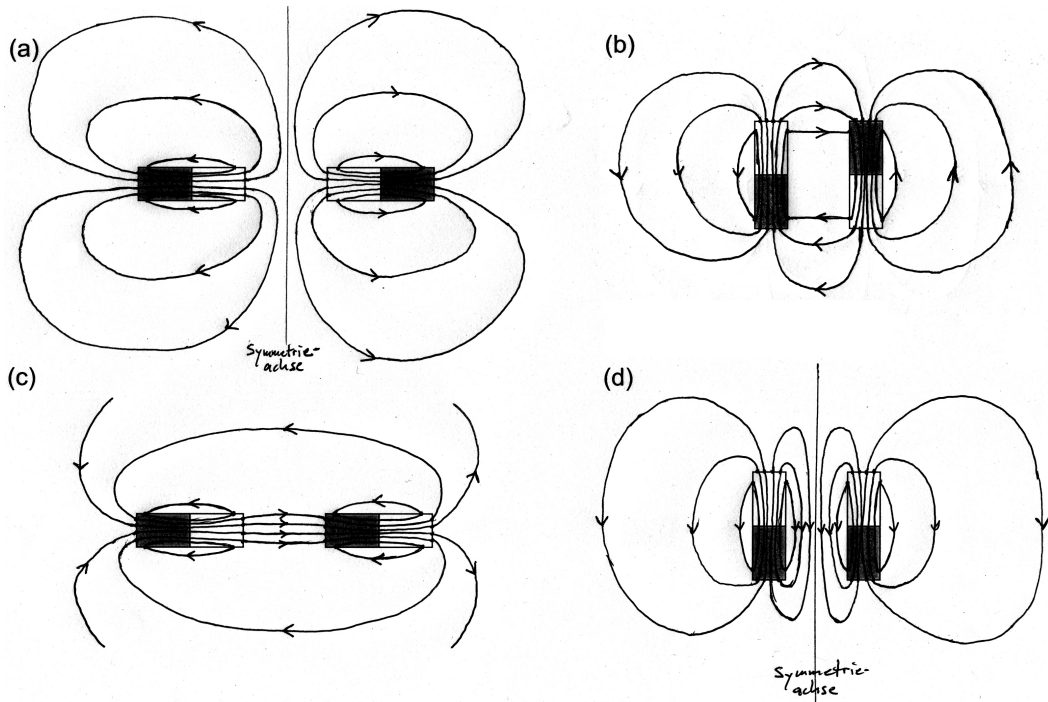 (a)
(b)
Symmetrie-
achse
(c)
(d)
Symmetrie-
achse